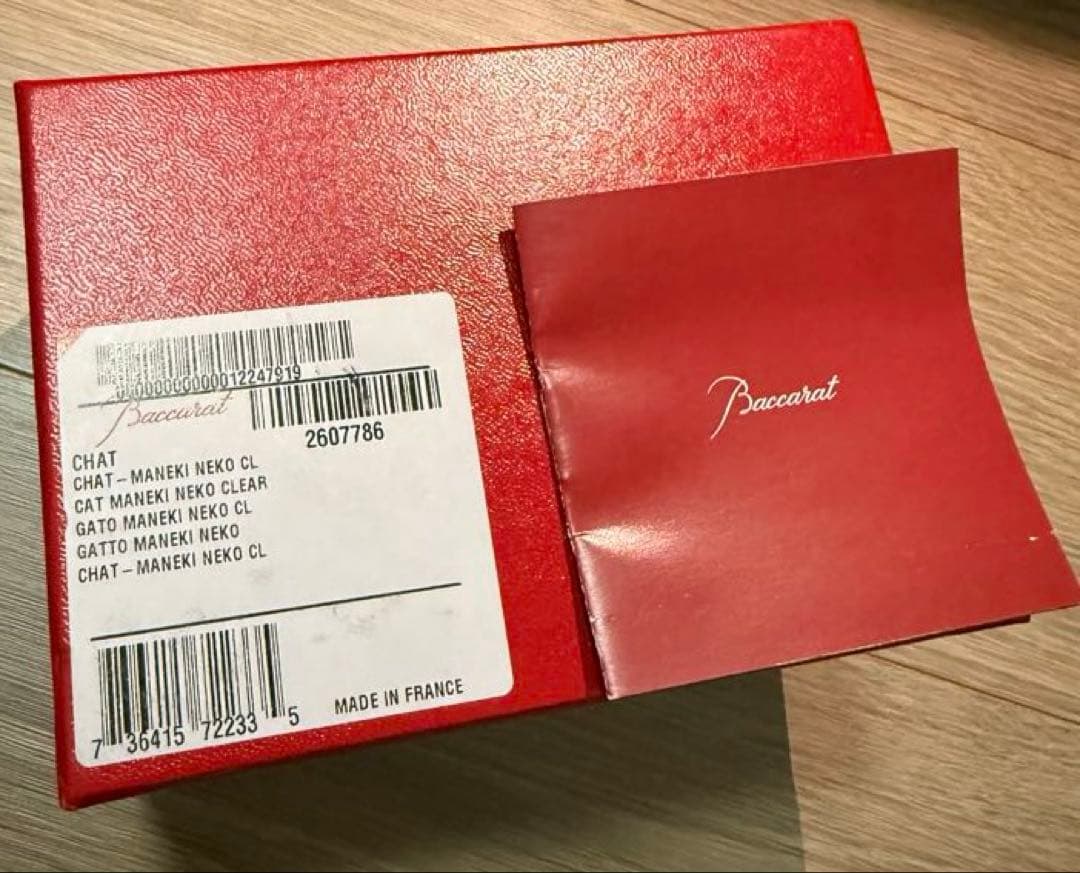 0000000000012247919
Baccarat
2607786
CHAT
CHAT-MANEKI NEKO CL
CAT MANEKI NEKO CLEAR
GATO MANEKI NEKO CL
GATTO MANEKI NEKO
CHAT-MANEKI NEKO CL
7 36415 72233 5
MADE IN FRANCE
Baccarat